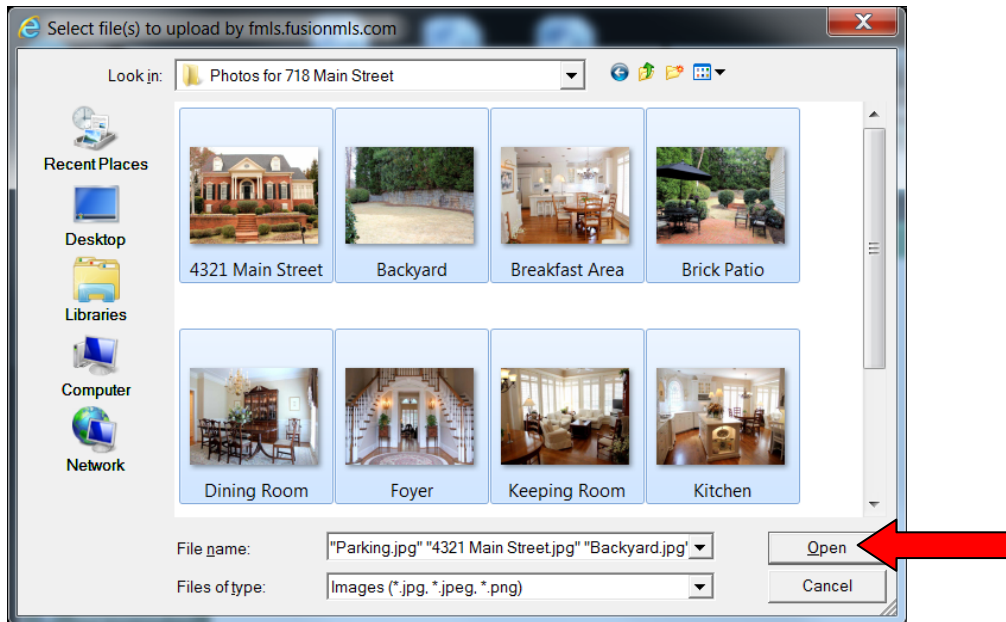 Select file(s) to upload by fmls.fusionmls.com
Look in: Photos for 718 Main Street
Recent Places
Desktop
Libraries
Computer
Network
4321 Main Street Backyard Breakfast Area Brick Patio
Dining Room Foyer Keeping Room Kitchen
File name: "Parking.jpg" "4321 Main Street.jpg" "Backyard.jpg" Open
Files of type: Images (*.jpg, *.jpeg, *.png) Cancel